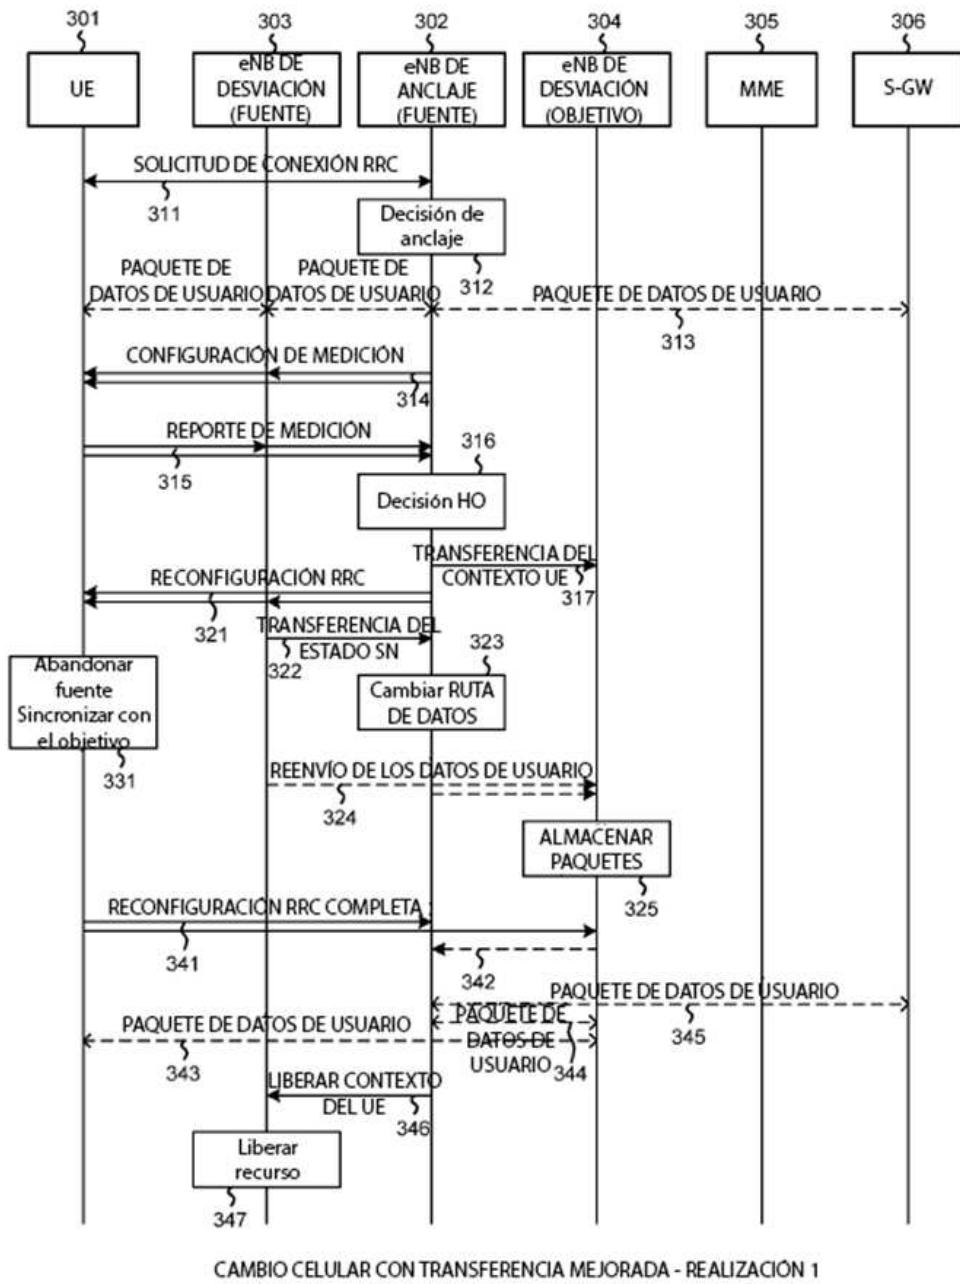 301
303
302
304
305
306
UE
eNB DE
DESVIACIÓN
(FUENTE)
eNB DE
ANCLAJE
(FUENTE)
eNB DE
DESVIACIÓN
(OBJETIVO)
MME
S-GW
SOLICITUD DE CONEXIÓN RRC
311
Decisión de
anclaje
312
PAQUETE DE
DATOS DE USUARIO
PAQUETE DE
DATOS DE USUARIO
PAQUETE DE DATOS DE USUARIO
313
CONFIGURACIÓN DE MEDICIÓN
314
REPORTE DE MEDICIÓN
315
316
Decisión HO
TRANSFERENCIA DEL
CONTEXTO UE
317
RECONFIGURACIÓN RRC
321
TRANSFERENCIA DEL
ESTADO SN
322
323
Cambiar RUTA
DE DATOS
Abandonar
fuente
Sincronizar con
el objetivo
331
REENVÍO DE LOS DATOS DE USUARIO
324
ALMACENAR
PAQUETES
325
RECONFIGURACIÓN RRC COMPLETA
341
342
PAQUETE DE DATOS DE USUARIO
345
PAQUETE DE
DATOS DE
USUARIO
344
PAQUETE DE DATOS DE USUARIO
343
LIBERAR CONTEXTO
DEL UE
346
Liberar
recurso
347
CAMBIO CELULAR CON TRANSFERENCIA MEJORADA - REALIZACIÓN 1